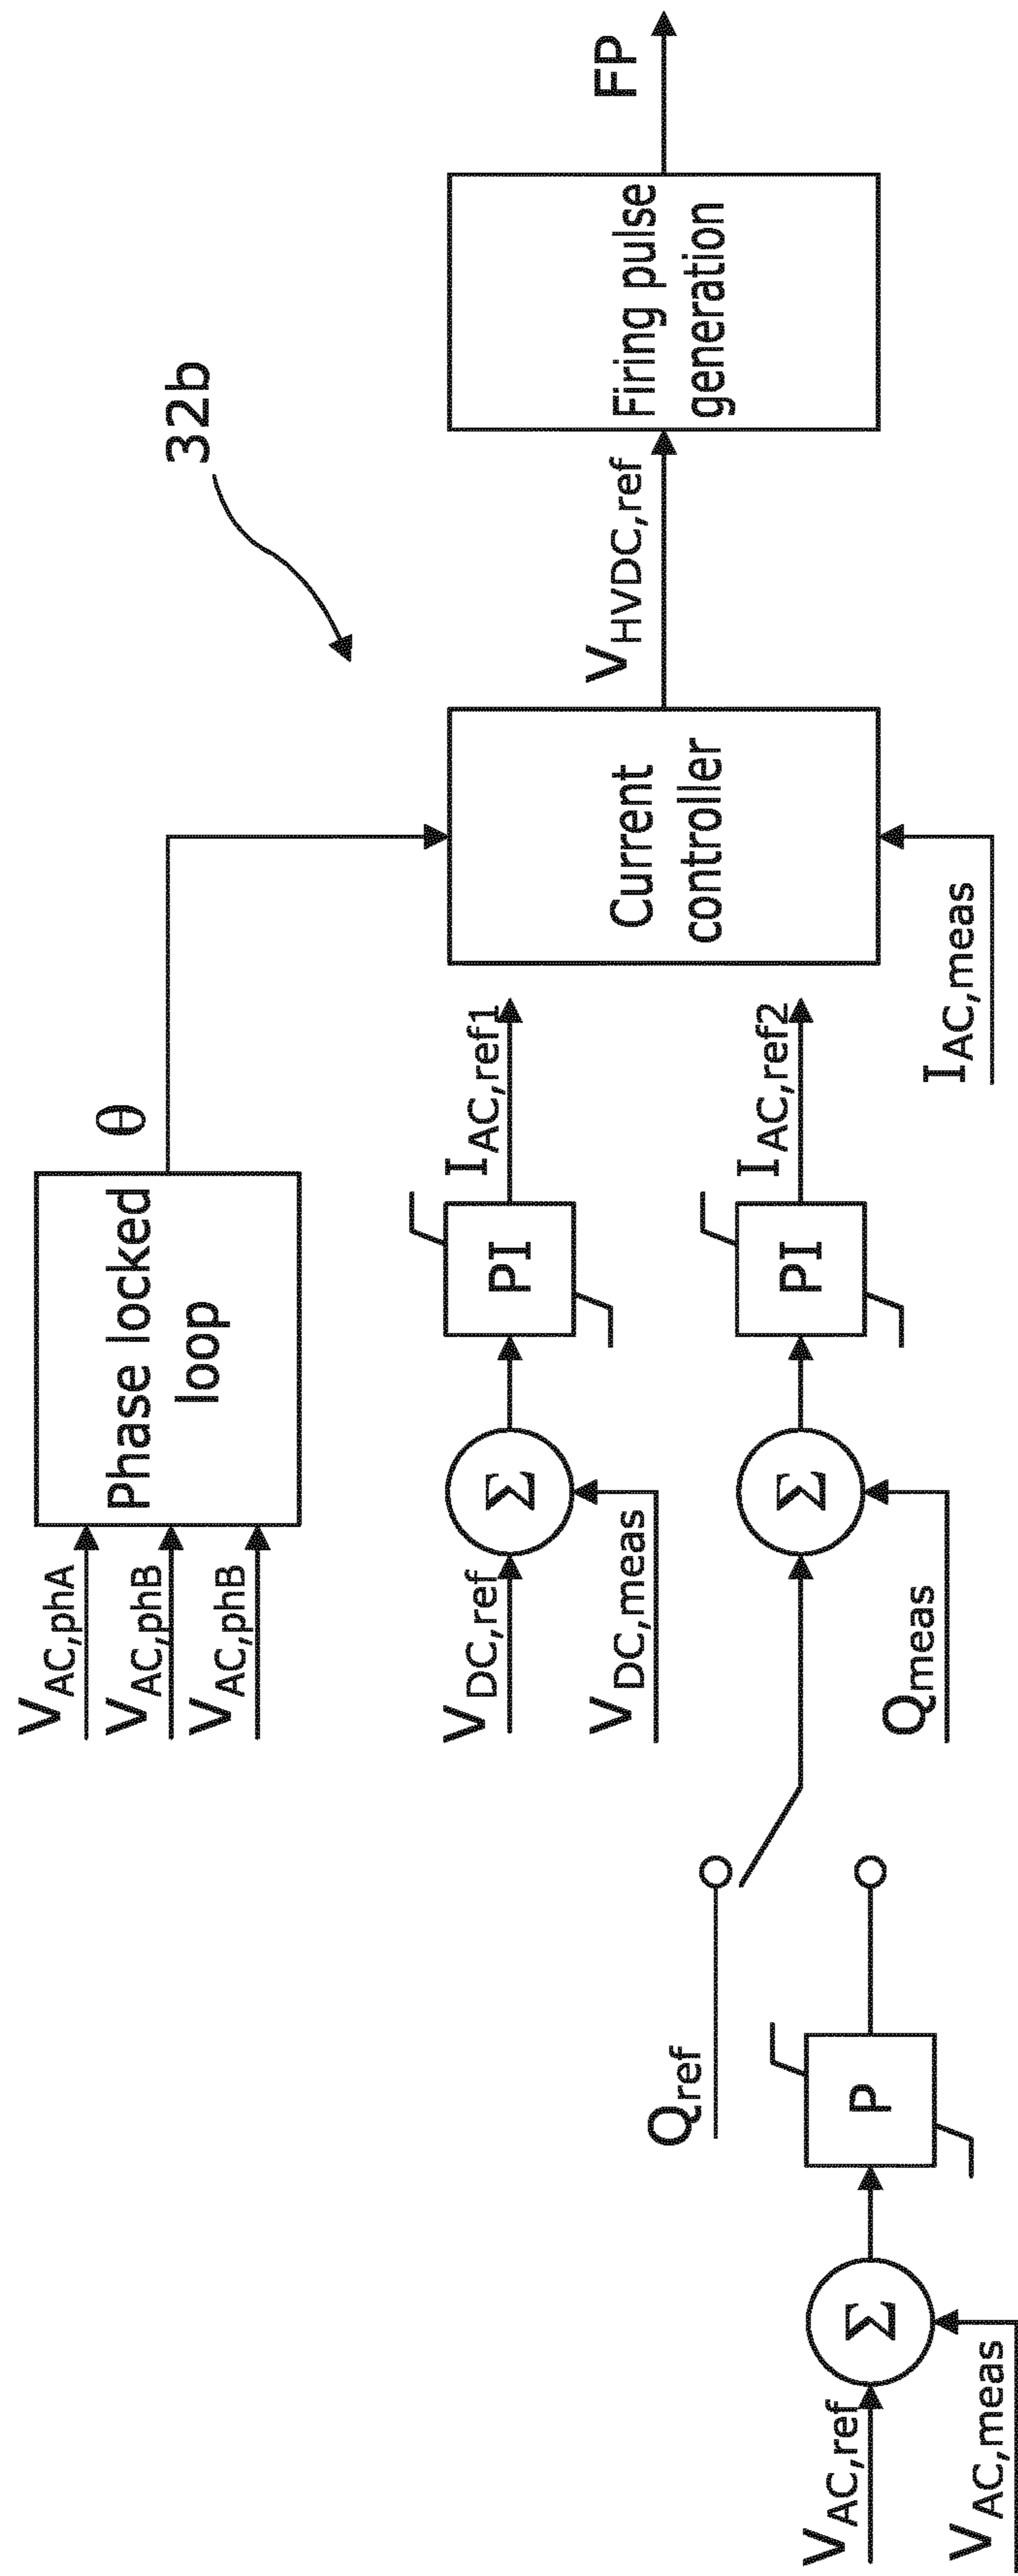 32b
V_AC,phA
V_AC,phB
V_AC,phB
Phase locked
loop
θ
V_DC,ref
V_DC,meas
Σ
PI
I_AC,ref1
Q_ref
V_AC,ref
V_AC,meas
Σ
P
Q_meas
Σ
PI
I_AC,ref2
I_AC,meas
Current
controller
V_HVDC,ref
Firing pulse
generation
FP